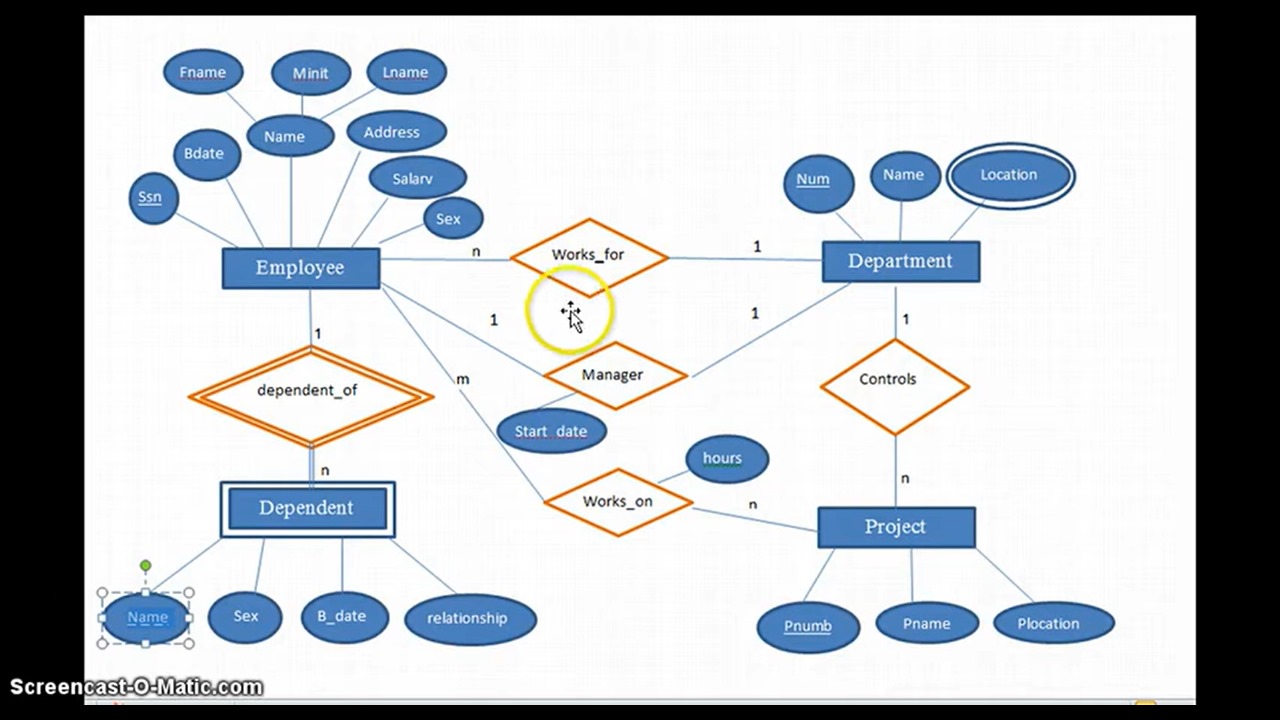 Fname
Minit
Lname
Name
Address
Bdate
Salary
Ssn
Sex
Num
Name
Location
Employee
n
Works_for
1
Department
1
1
1
1
dependent_of
m
Manager
Controls
Start_date
hours
n
n
Dependent
Works_on
n
Project
Name
Sex
B_date
relationship
Pnumb
Pname
Plocation
Screencast-O-Matic.com